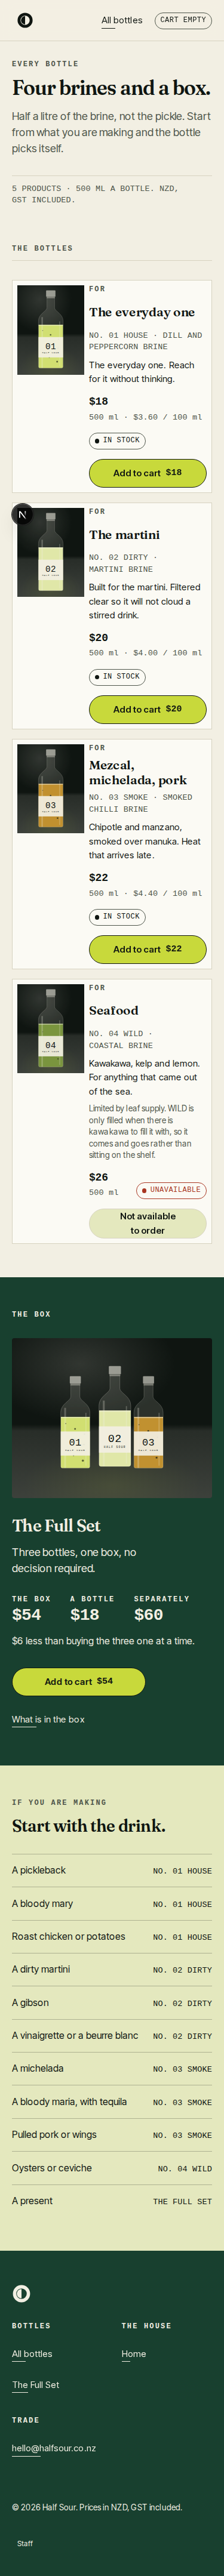 All bottles
CART EMPTY
EVERY BOTTLE
Four brines and a box.
Half a litre of the brine, not the pickle. Start
from what you are making and the bottle
picks itself.
5 PRODUCTS · 500 ML A BOTTLE. NZD,
GST INCLUDED.
THE BOTTLES
01
HALF SOUR
FOR
The everyday one
NO. 01 HOUSE · DILL AND
PEPPERCORN BRINE
The everyday one. Reach
for it without thinking.
$18
500 ml · $3.60 / 100 ml
IN STOCK
Add to cart $18
N
02
HALF SOUR
FOR
The martini
NO. 02 DIRTY ·
MARTINI BRINE
Built for the martini. Filtered
clear so it will not cloud a
stirred drink.
$20
500 ml · $4.00 / 100 ml
IN STOCK
Add to cart $20
03
HALF SOUR
FOR
Mezcal,
michelada, pork
NO. 03 SMOKE · SMOKED
CHILLI BRINE
Chipotle and manzano,
smoked over manuka. Heat
that arrives late.
$22
500 ml · $4.40 / 100 ml
IN STOCK
Add to cart $22
04
HALF SOUR
FOR
Seafood
NO. 04 WILD ·
COASTAL BRINE
Kawakawa, kelp and lemon.
For anything that came out
of the sea.
Limited by leaf supply. WILD is
only filled when there is
kawakawa to fill it with, so it
comes and goes rather than
sitting on the shelf.
$26
500 ml
UNAVAILABLE
Not available
to order
THE BOX
01
HALF SOUR
02
HALF SOUR
03
HALF SOUR
The Full Set
Three bottles, one box, no
decision required.
THE BOX
$54
A BOTTLE
$18
SEPARATELY
$60
$6 less than buying the three one at a time.
Add to cart $54
What is in the box
IF YOU ARE MAKING
Start with the drink.
A pickleback NO. 01 HOUSE
A bloody mary NO. 01 HOUSE
Roast chicken or potatoes NO. 01 HOUSE
A dirty martini NO. 02 DIRTY
A gibson NO. 02 DIRTY
A vinaigrette or a beurre blanc NO. 02 DIRTY
A michelada NO. 03 SMOKE
A bloody maria, with tequila NO. 03 SMOKE
Pulled pork or wings NO. 03 SMOKE
Oysters or ceviche NO. 04 WILD
A present THE FULL SET
BOTTLES
All bottles
The Full Set
THE HOUSE
Home
TRADE
hello@halfsour.co.nz
© 2026 Half Sour. Prices in NZD, GST included.
Staff